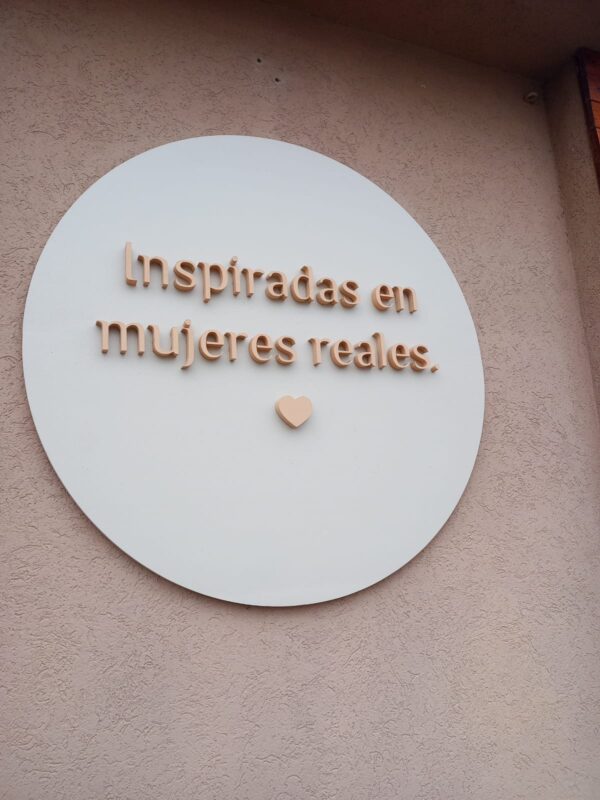 Inspiradas en
mujeres reales.